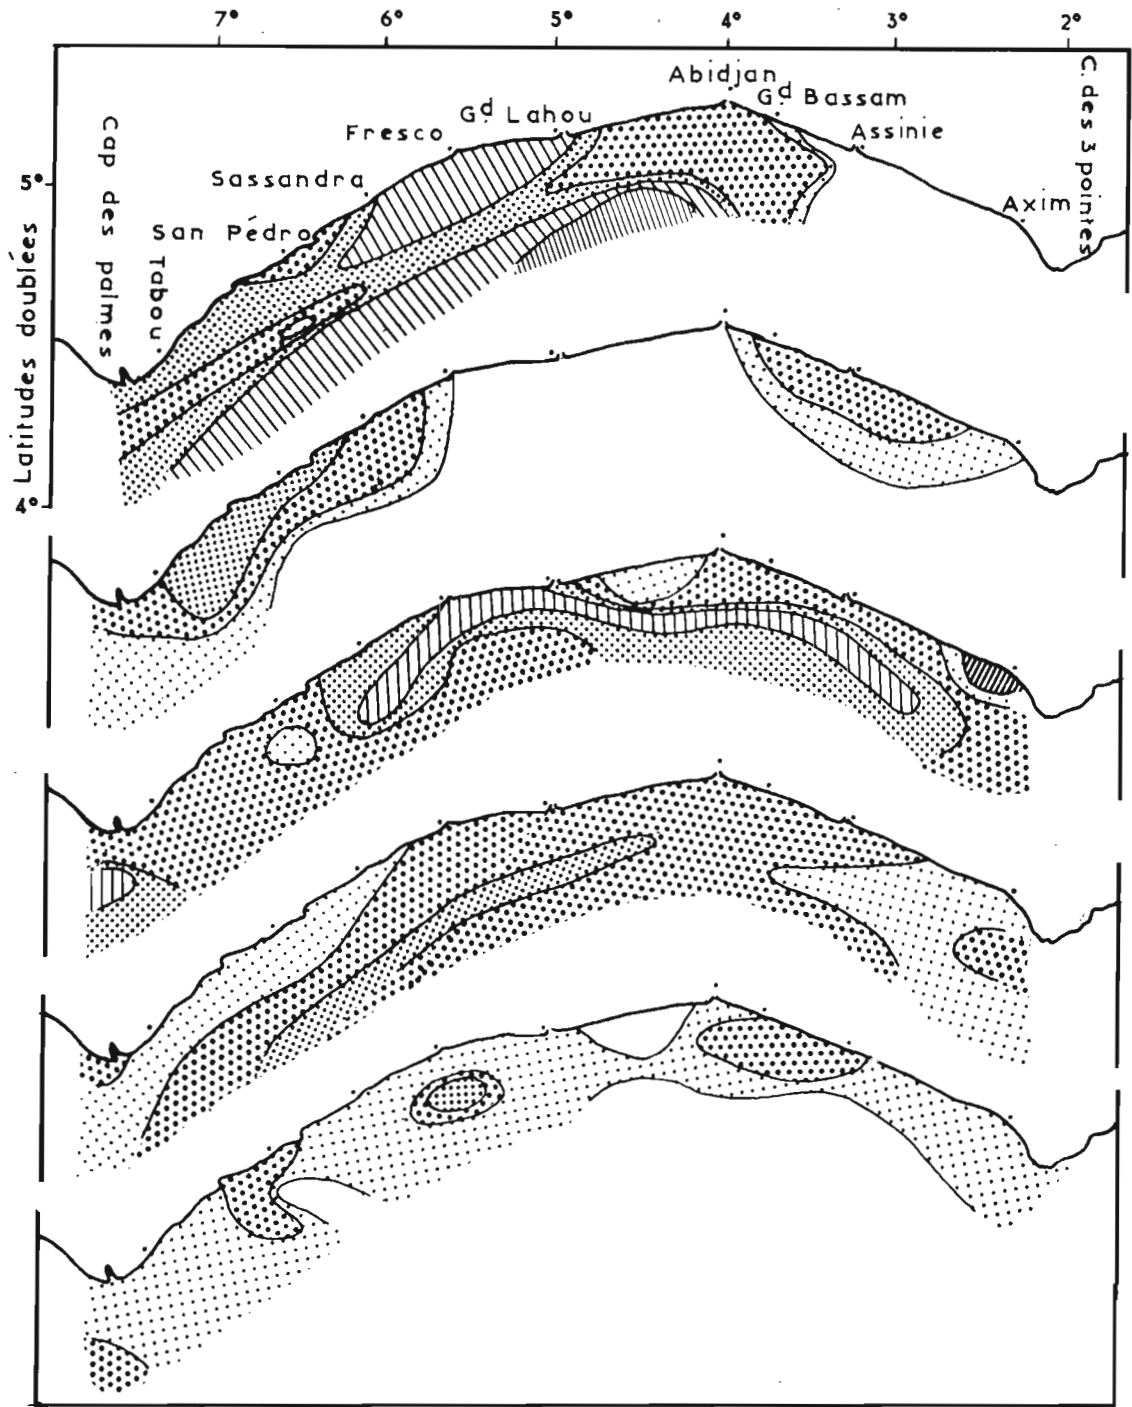 7° 6° 5° 4° 3° 2°
Abidjan
Gd Bassam
Gd Lahou
Fresco
Assinie
Sassandra
San Pédro
Axim
Cap des palmes
Tabou
C. des 3 pointes
5°
Latitudes doublées
4°